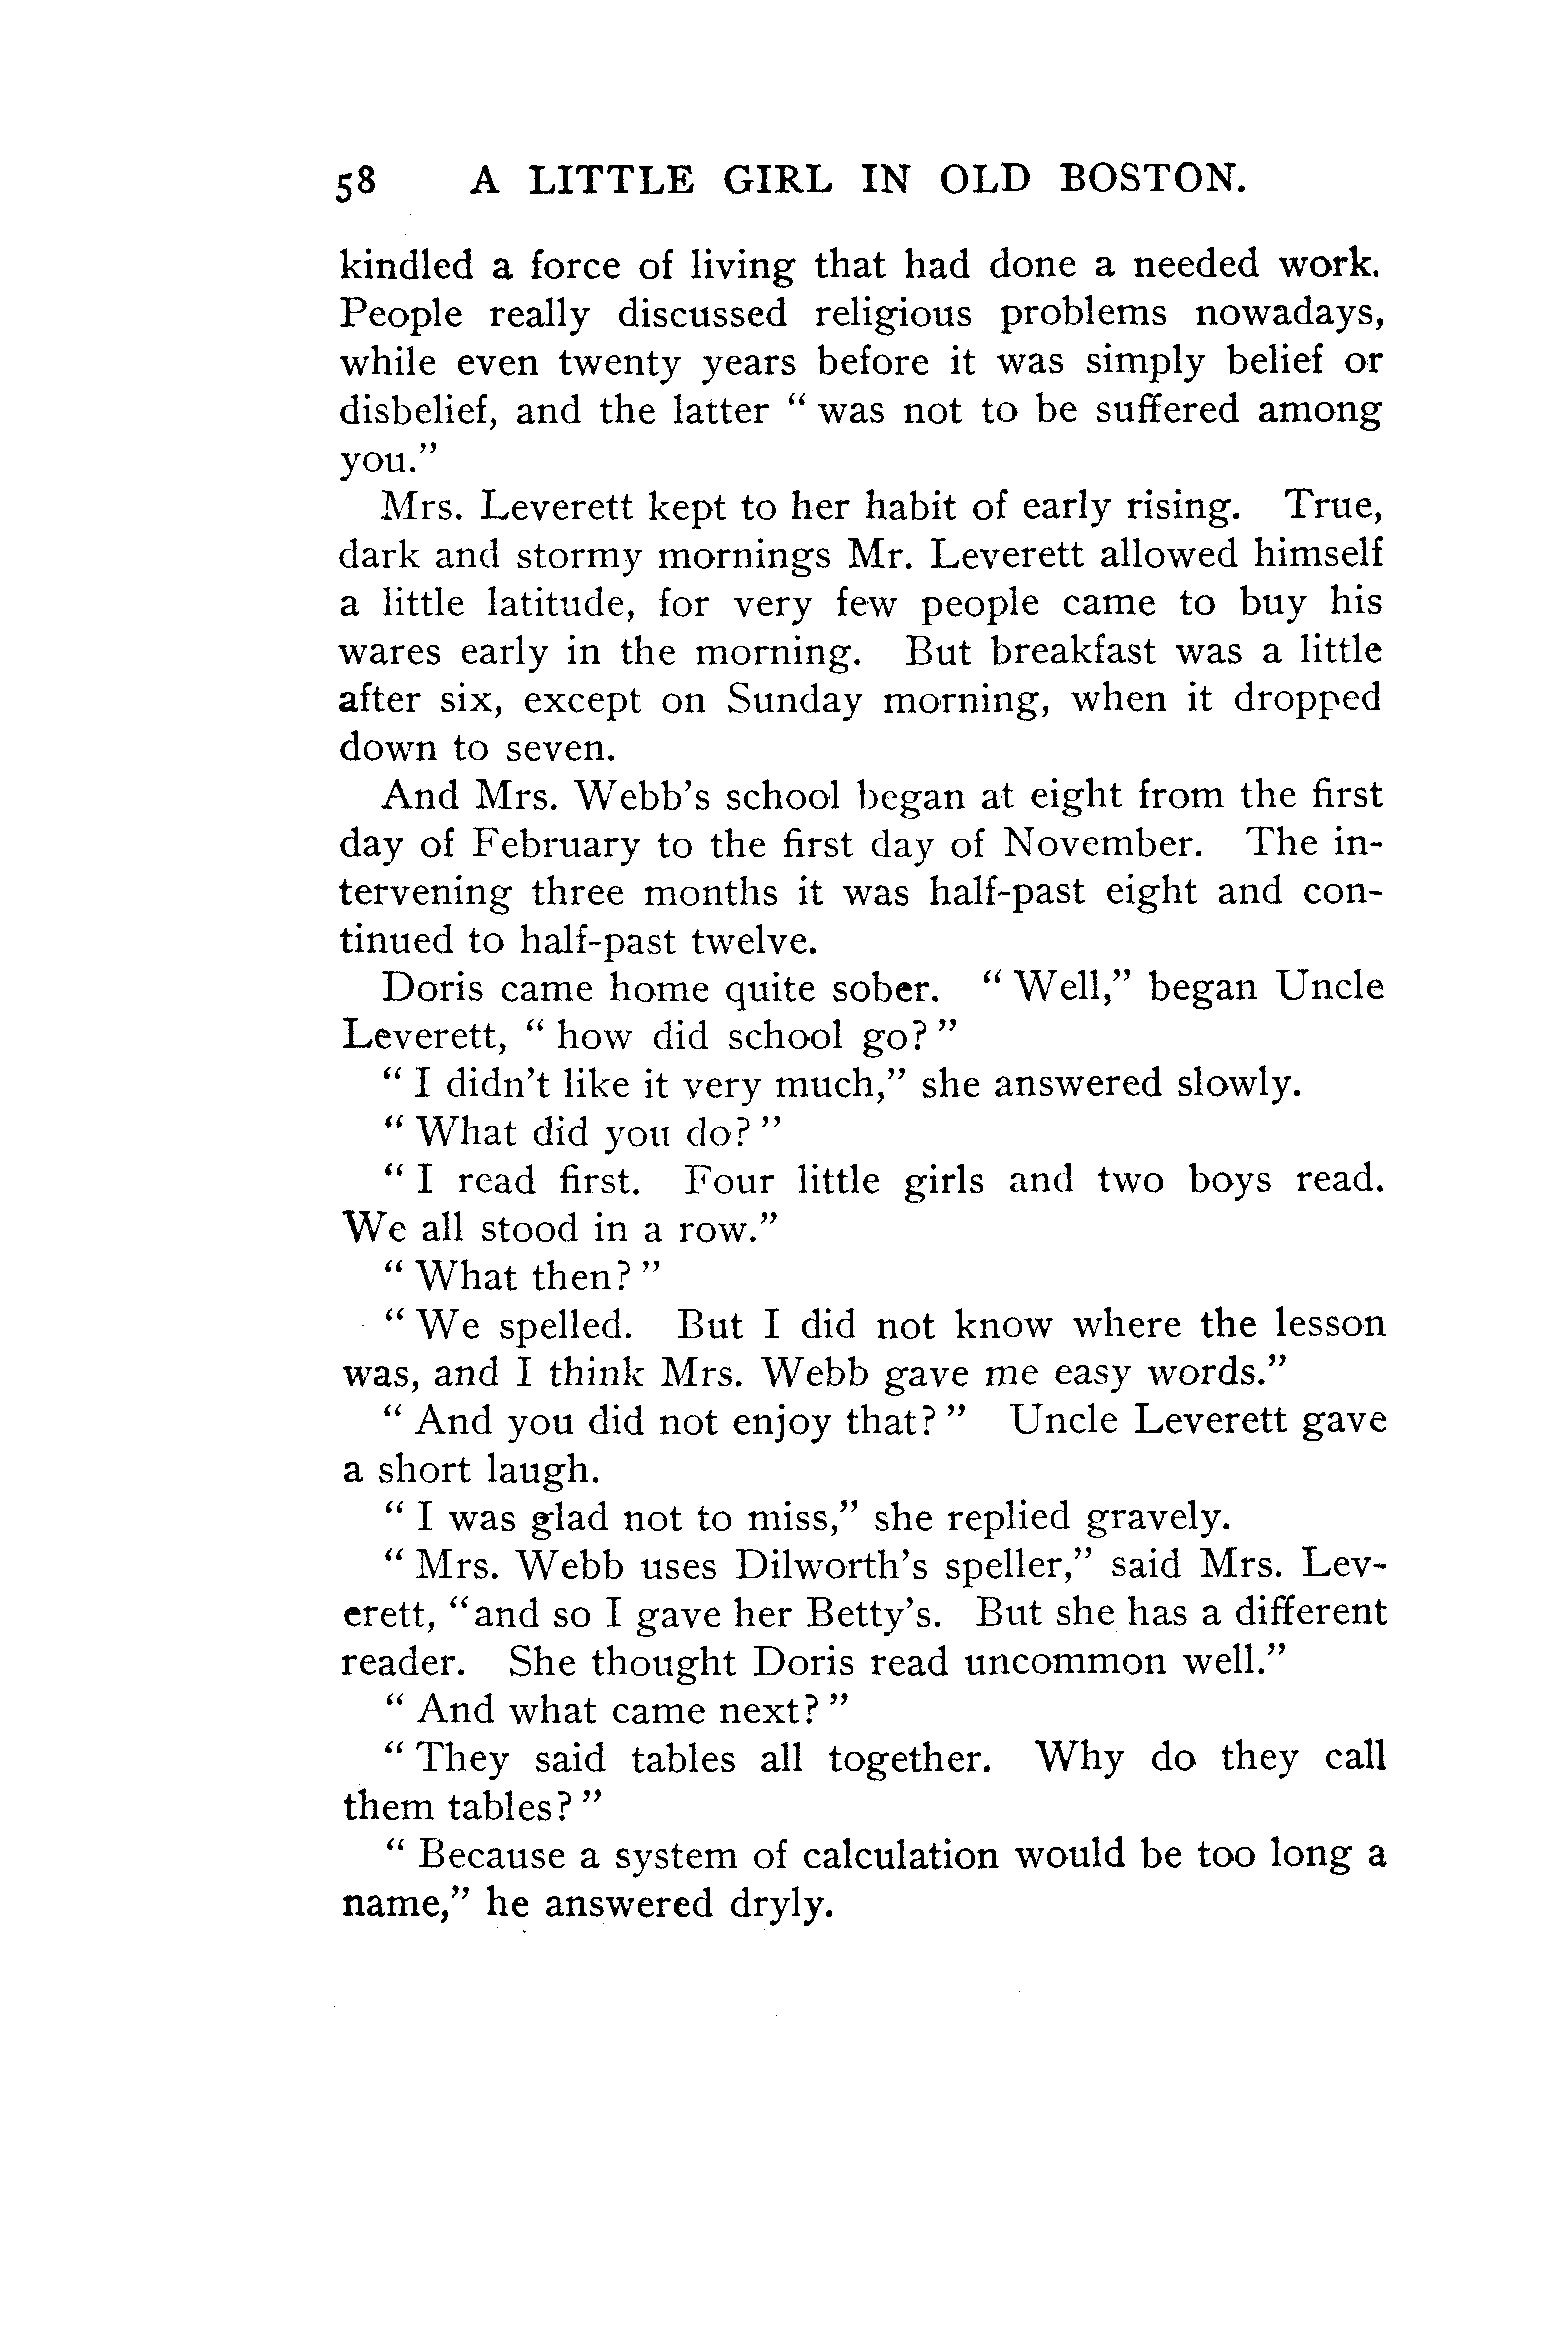 58 A LITTLE GIRL IN OLD BOSTON.
kindled a force of living that had done a needed work.
People really discussed religious problems nowadays,
while even twenty years before it was simply belief or
disbelief, and the latter “ was not to be suffered among
you.”
Mrs. Leverett kept to her habit of early rising. True,
dark and stormy mornings Mr. Leverett allowed himself
a little latitude, for very few people came to buy his
wares early in the morning. But breakfast was a little
after six, except on Sunday morning, when it dropped
down to seven.
And Mrs. Webb’s school began at eight from the first
day of February to the first day of November. The in-
tervening three months it was half-past eight and con-
tinued to half-past twelve.
Doris came home quite sober. “ Well,” began Uncle
Leverett, “ how did school go? ”
“ I didn’t like it very much,” she answered slowly.
“ What did you do? ”
“ I read first. Four little girls and two boys read.
We all stood in a row.”
“ What then? ”
“ We spelled. But I did not know where the lesson
was, and I think Mrs. Webb gave me easy words.”
“ And you did not enjoy that? ” Uncle Leverett gave
a short laugh.
“ I was glad not to miss,” she replied gravely.
“ Mrs. Webb uses Dilworth’s speller,” said Mrs. Lev-
erett, “and so I gave her Betty’s. But she has a different
reader. She thought Doris read uncommon well.”
“ And what came next? ”
“ They said tables all together. Why do they call
them tables? ”
“ Because a system of calculation would be too long a
name,” he answered dryly.